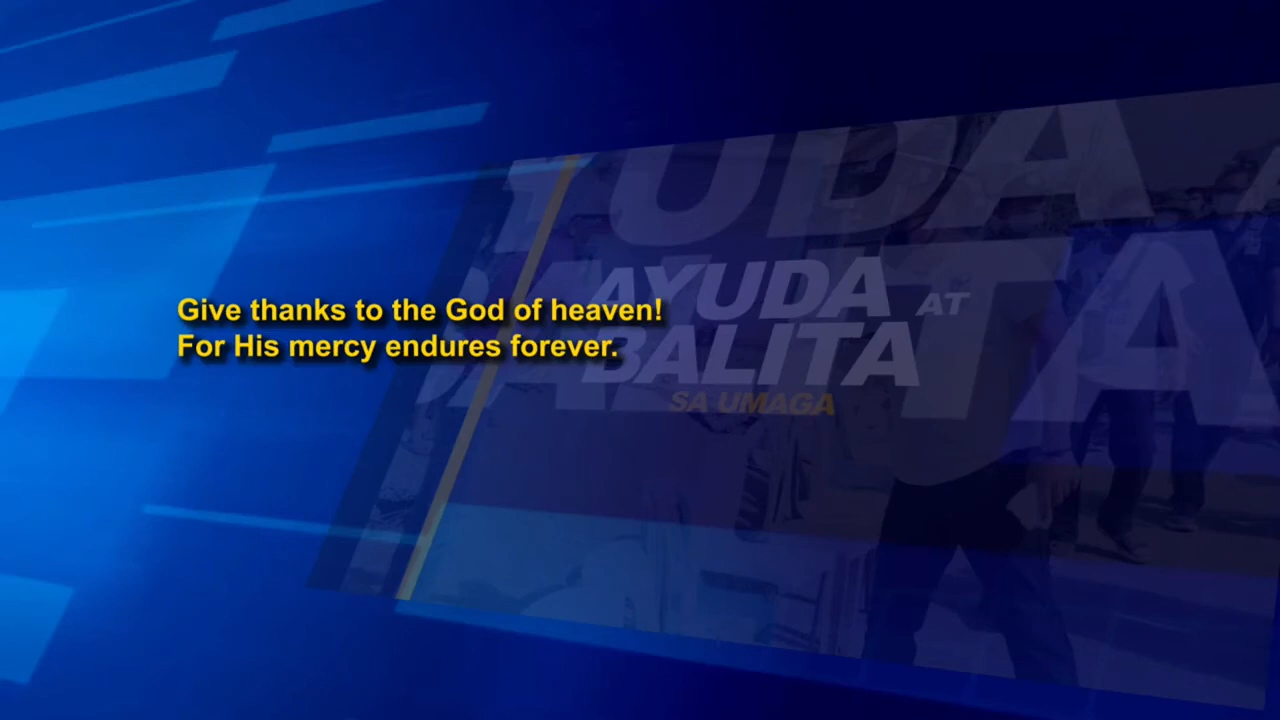 Give thanks to the God of heaven!
For His mercy endures forever.
AYUDA AT
BALITA
SA UMAGA